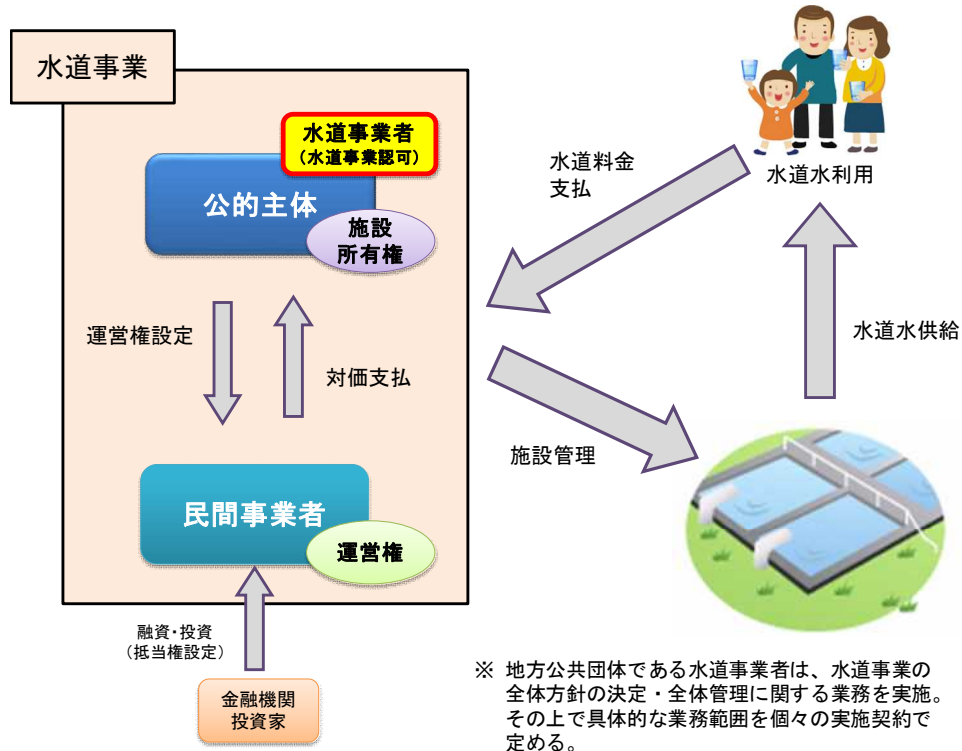 水道事業
水道事業者
（水道事業認可）
公的主体
施設
所有権
運営権設定
対価支払
民間事業者
運営権
融資・投資
（抵当権設定）
金融機関
投資家
水道料金
支払
水道水利用
水道水供給
施設管理
※ 地方公共団体である水道事業者は、水道事業の
全体方針の決定・全体管理に関する業務を実施。
その上で具体的な業務範囲を個々の実施契約で
定める。